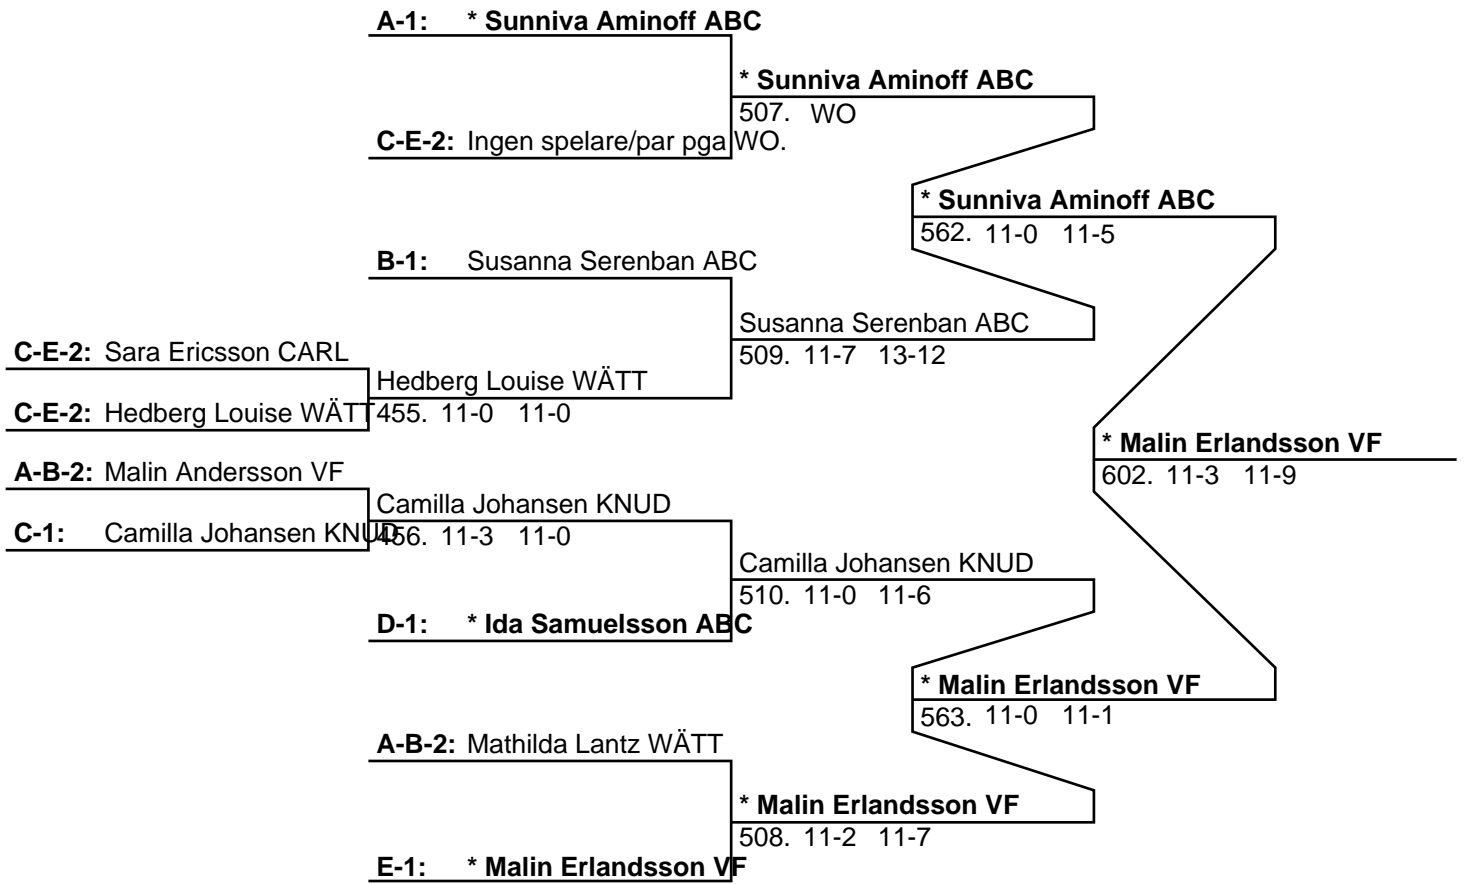 A-1: * Sunniva Aminoff ABC
* Sunniva Aminoff ABC
507. WO
C-E-2: Ingen spelare/par pga WO.
* Sunniva Aminoff ABC
562. 11-0 11-5
B-1: Susanna Serenban ABC
Susanna Serenban ABC
509. 11-7 13-12
C-E-2: Sara Ericsson CARL
Hedberg Louise WÄTT
C-E-2: Hedberg Louise WÄTT
455. 11-0 11-0
* Malin Erlandsson VF
602. 11-3 11-9
A-B-2: Malin Andersson VF
Camilla Johansen KNUD
C-1: Camilla Johansen KNUD
456. 11-3 11-0
Camilla Johansen KNUD
510. 11-0 11-6
D-1: * Ida Samuelsson ABC
* Malin Erlandsson VF
563. 11-0 11-1
A-B-2: Mathilda Lantz WÄTT
* Malin Erlandsson VF
508. 11-2 11-7
E-1: * Malin Erlandsson VF